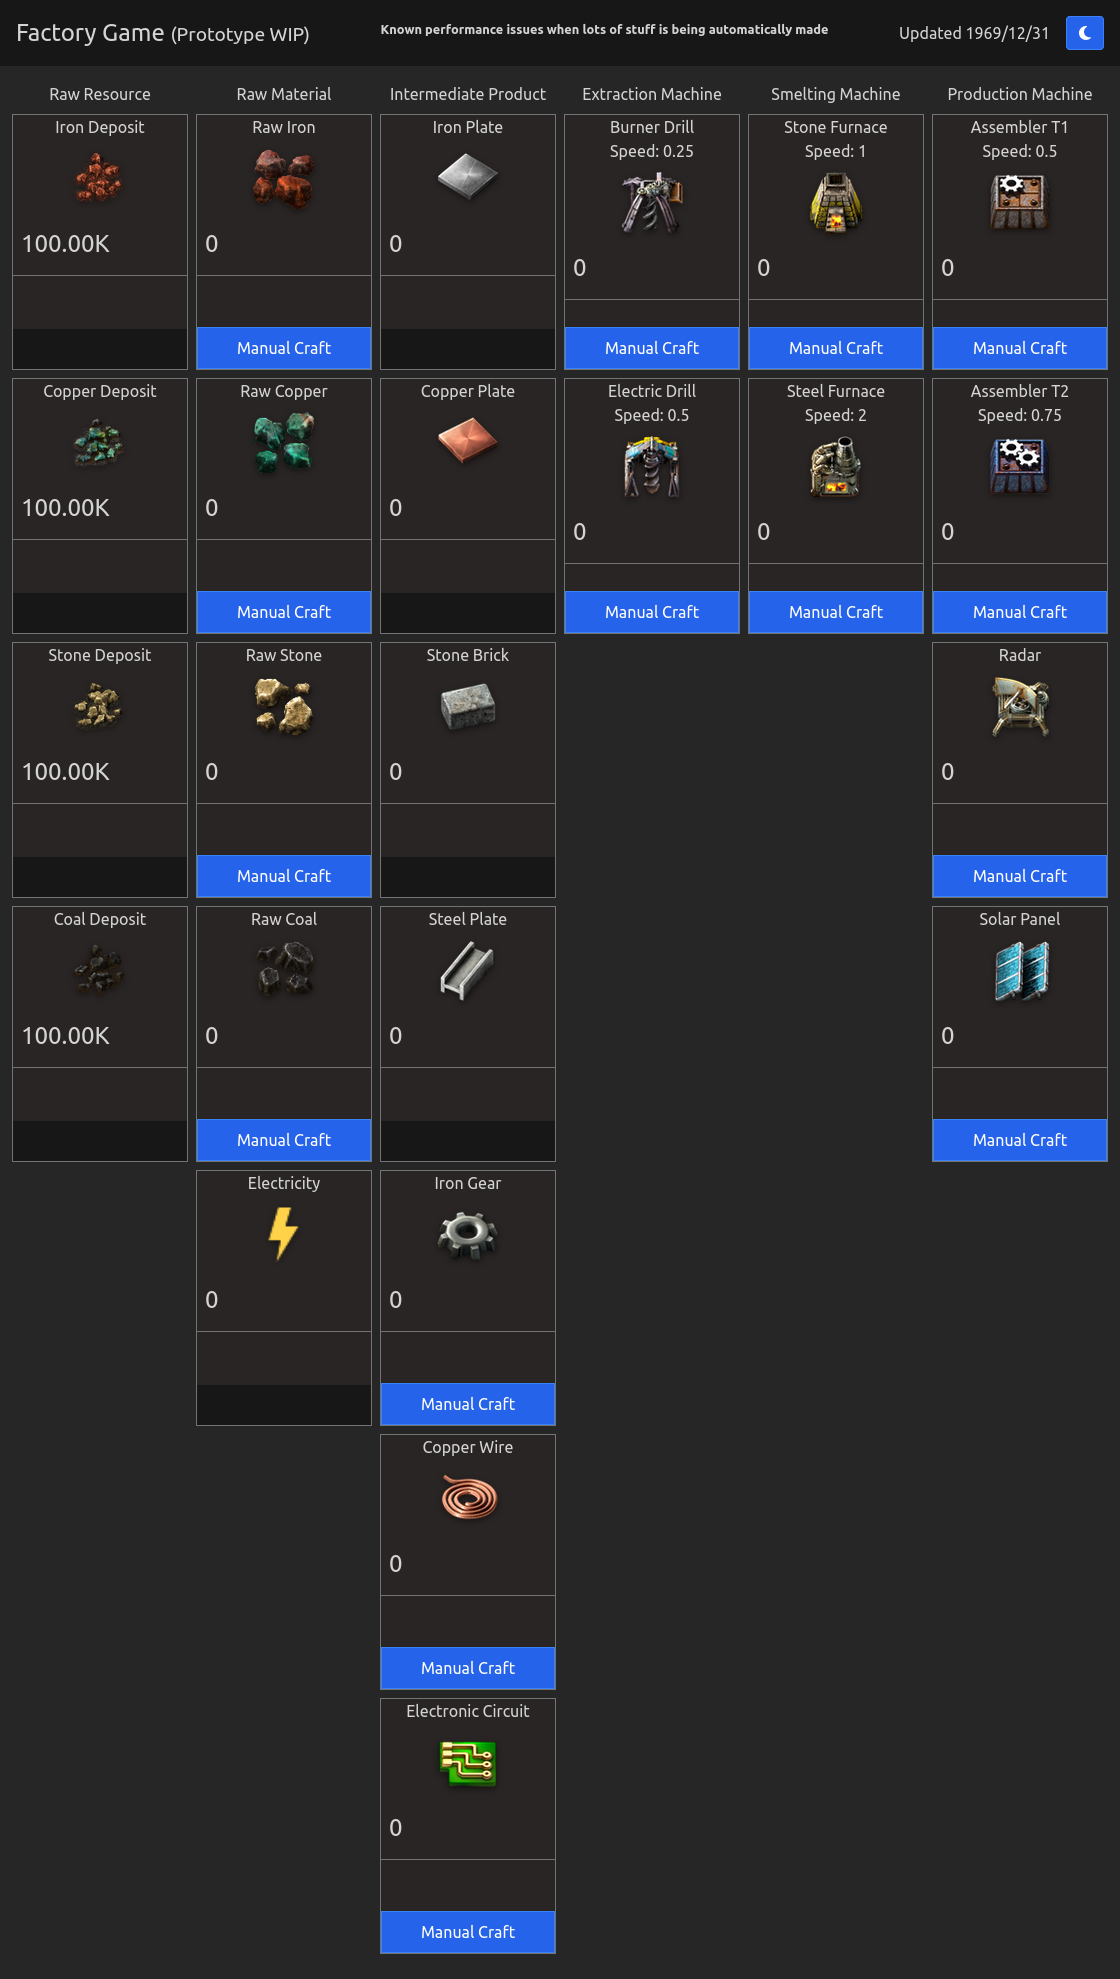 Factory Game (Prototype WIP)
Known performance issues when lots of stuff is being automatically made
Updated 1969/12/31
Raw Resource
Raw Material
Intermediate Product
Extraction Machine
Smelting Machine
Production Machine
Iron Deposit
100.00K
Raw Iron
0
Manual Craft
Iron Plate
0
Burner Drill
Speed: 0.25
0
Manual Craft
Stone Furnace
Speed: 1
0
Manual Craft
Assembler T1
Speed: 0.5
0
Manual Craft
Copper Deposit
100.00K
Raw Copper
0
Manual Craft
Copper Plate
0
Electric Drill
Speed: 0.5
0
Manual Craft
Steel Furnace
Speed: 2
0
Manual Craft
Assembler T2
Speed: 0.75
0
Manual Craft
Stone Deposit
100.00K
Raw Stone
0
Manual Craft
Stone Brick
0
Radar
0
Manual Craft
Coal Deposit
100.00K
Raw Coal
0
Manual Craft
Steel Plate
0
Solar Panel
0
Manual Craft
Electricity
0
Iron Gear
0
Manual Craft
Copper Wire
0
Manual Craft
Electronic Circuit
0
Manual Craft